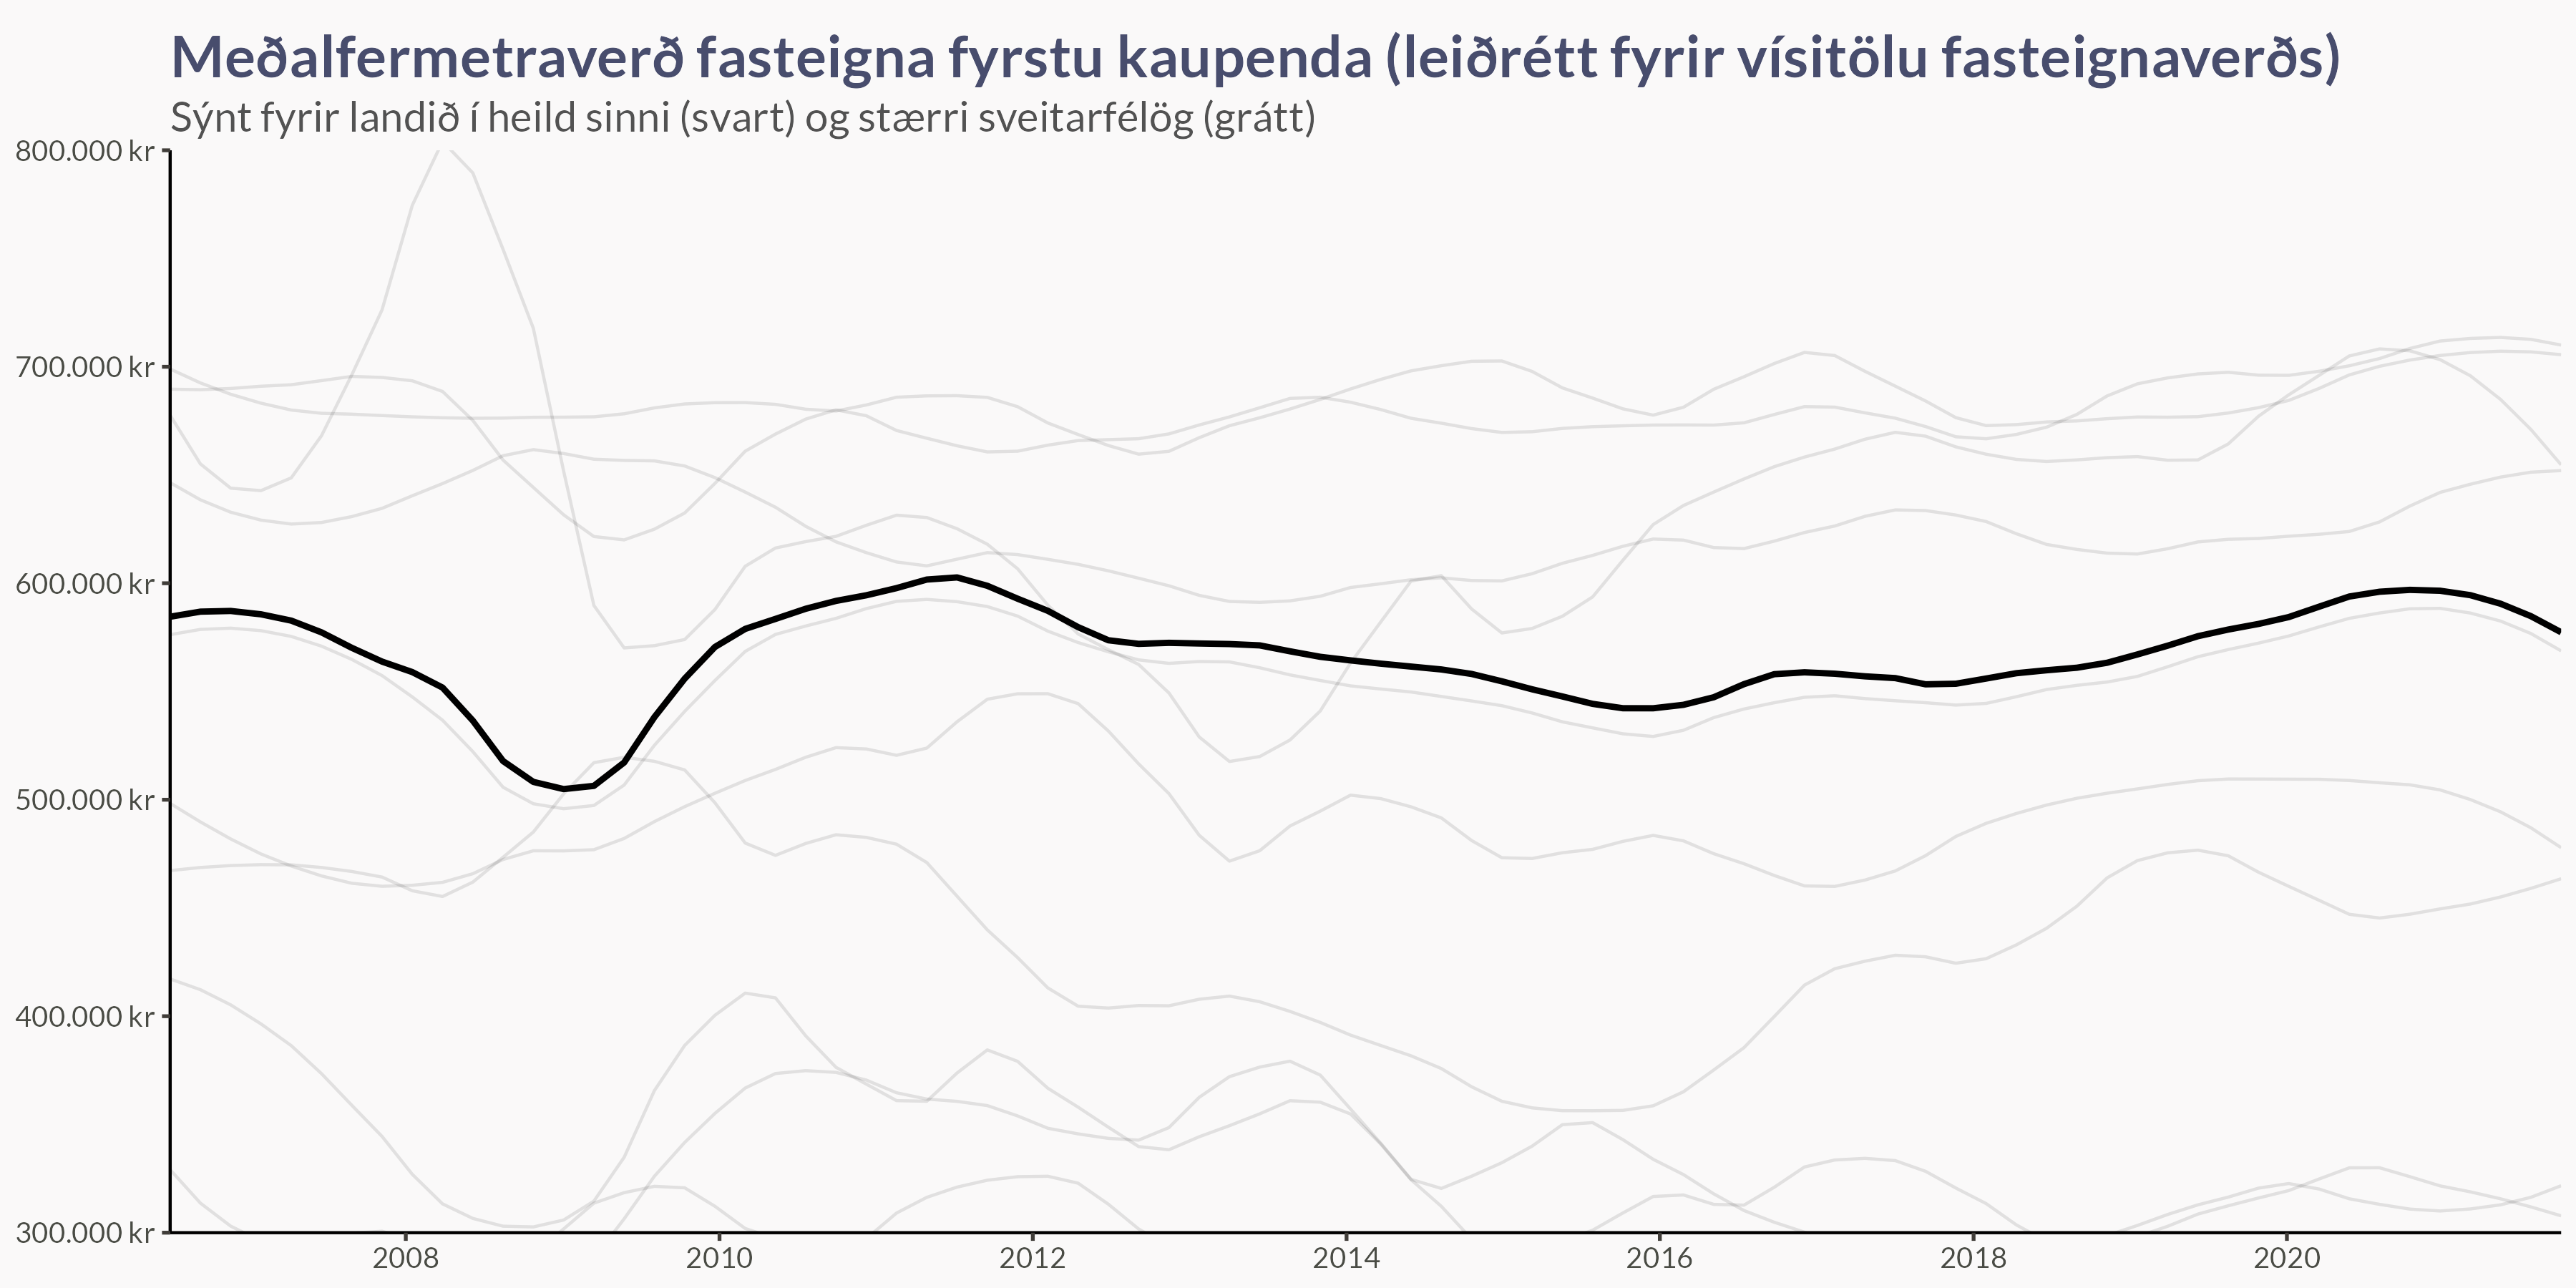 Meðalfermetraverð fasteigna fyrstu kaupenda (leiðrétt fyrir vísitölu fasteignaverðs)
Sýnt fyrir landið í heild sinni (svart) og stærri sveitarfélög (grátt)
800.000 kr
700.000 kr
600.000 kr
500.000 kr
400.000 kr
300.000 kr
2008 2010 2012 2014 2016 2018 2020